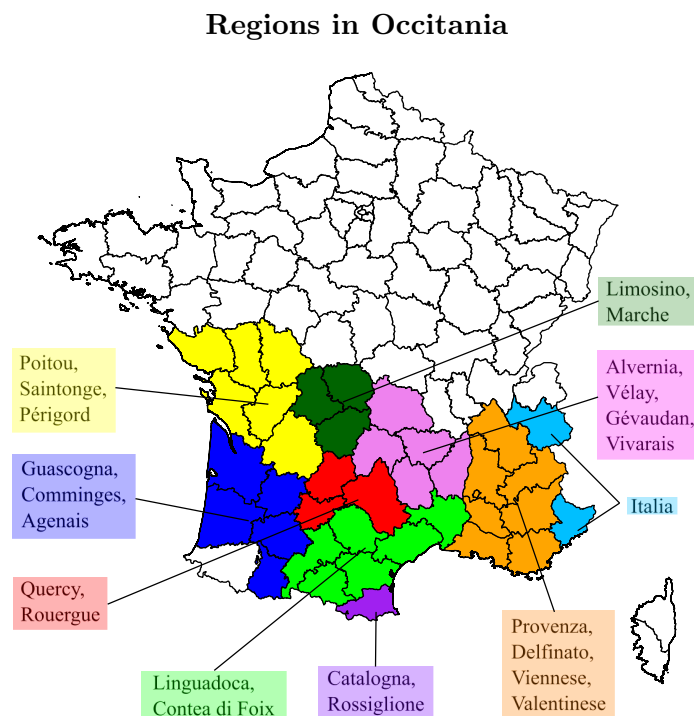 Regions in Occitania
Limosino,
Marche
Poitou,
Saintonge,
Périgord
Alvernia,
Vélay,
Gévaudan,
Vivarais
Guascogna,
Comminges,
Agenais
Italia
Quercy,
Rouergue
Provenza,
Delfinato,
Viennese,
Valentinese
Linguadoca,
Contea di Foix
Catalogna,
Rossiglione